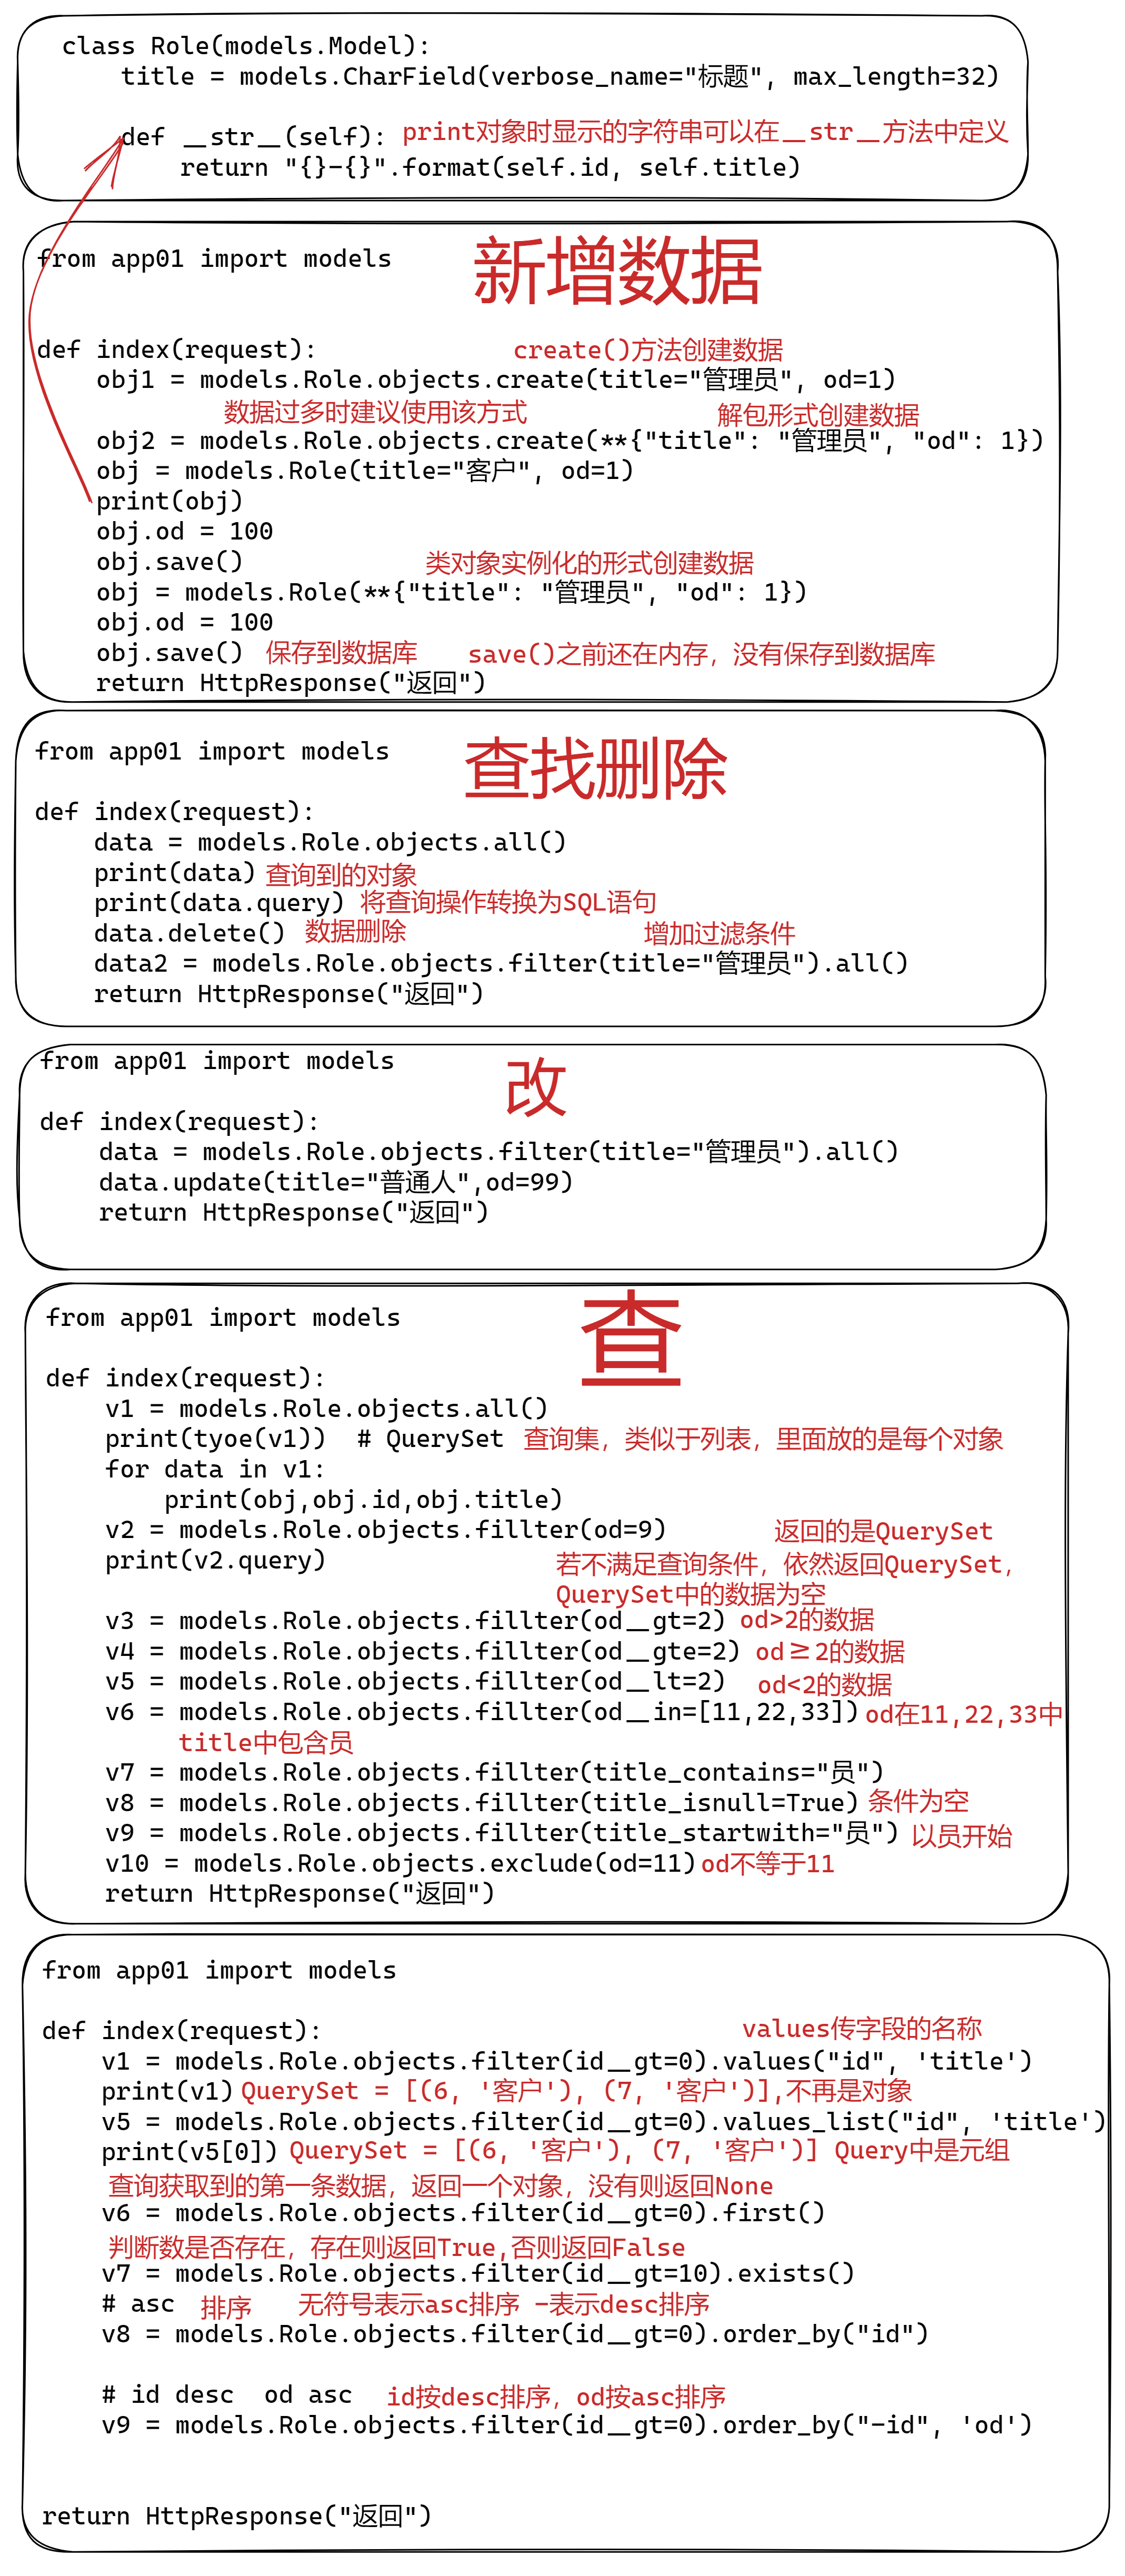 class Role(models.Model):
    title = models.CharField(verbose_name="标题", max_length=32)
    def __str__(self): print对象时显示的字符串可以在__str__方法中定义
        return "{}-{}".format(self.id, self.title)
from app01 import models
新增数据
def index(request):
create()方法创建数据
    obj1 = models.Role.objects.create(title="管理员", od=1)
数据过多时建议使用该方式
解包形式创建数据
    obj2 = models.Role.objects.create(**{"title": "管理员", "od": 1})
    obj = models.Role(title="客户", od=1)
    print(obj)
    obj.od = 100
    obj.save()
类对象实例化的形式创建数据
    obj = models.Role(**{"title": "管理员", "od": 1})
    obj.od = 100
    obj.save() 保存到数据库 save()之前还在内存，没有保存到数据库
    return HttpResponse("返回")
from app01 import models
查找删除
def index(request):
    data = models.Role.objects.all()
    print(data) 查询到的对象
    print(data.query) 将查询操作转换为SQL语句
    data.delete() 数据删除
增加过滤条件
    data2 = models.Role.objects.filter(title="管理员").all()
    return HttpResponse("返回")
from app01 import models
改
def index(request):
    data = models.Role.objects.filter(title="管理员").all()
    data.update(title="普通人",od=99)
    return HttpResponse("返回")
from app01 import models
查
def index(request):
    v1 = models.Role.objects.all()
    print(tyoe(v1))  # QuerySet 查询集，类似于列表，里面放的是每个对象
    for data in v1:
        print(obj,obj.id,obj.title)
    v2 = models.Role.objects.fillter(od=9) 返回的是QuerySet
    print(v2.query)
若不满足查询条件，依然返回QuerySet，
QuerySet中的数据为空
    v3 = models.Role.objects.fillter(od__gt=2) od>2的数据
    v4 = models.Role.objects.fillter(od__gte=2) od≥2的数据
    v5 = models.Role.objects.fillter(od__lt=2) od<2的数据
    v6 = models.Role.objects.fillter(od__in=[11,22,33]) od在11,22,33中
title中包含员
    v7 = models.Role.objects.fillter(title_contains="员")
    v8 = models.Role.objects.fillter(title_isnull=True) 条件为空
    v9 = models.Role.objects.fillter(title_startwith="员") 以员开始
    v10 = models.Role.objects.exclude(od=11) od不等于11
    return HttpResponse("返回")
from app01 import models
def index(request):
values传字段的名称
    v1 = models.Role.objects.filter(id__gt=0).values("id", 'title')
    print(v1) QuerySet = [(6, '客户'), (7, '客户')],不再是对象
    v5 = models.Role.objects.filter(id__gt=0).values_list("id", 'title')
    print(v5[0]) QuerySet = [(6, '客户'), (7, '客户')] Query中是元组
查询获取到的第一条数据，返回一个对象，没有则返回None
    v6 = models.Role.objects.filter(id__gt=0).first()
判断数是否存在，存在则返回True,否则返回False
    v7 = models.Role.objects.filter(id__gt=10).exists()
    # asc 排序 无符号表示asc排序 -表示desc排序
    v8 = models.Role.objects.filter(id__gt=0).order_by("id")
    # id desc  od asc id按desc排序，od按asc排序
    v9 = models.Role.objects.filter(id__gt=0).order_by("-id", 'od')
return HttpResponse("返回")